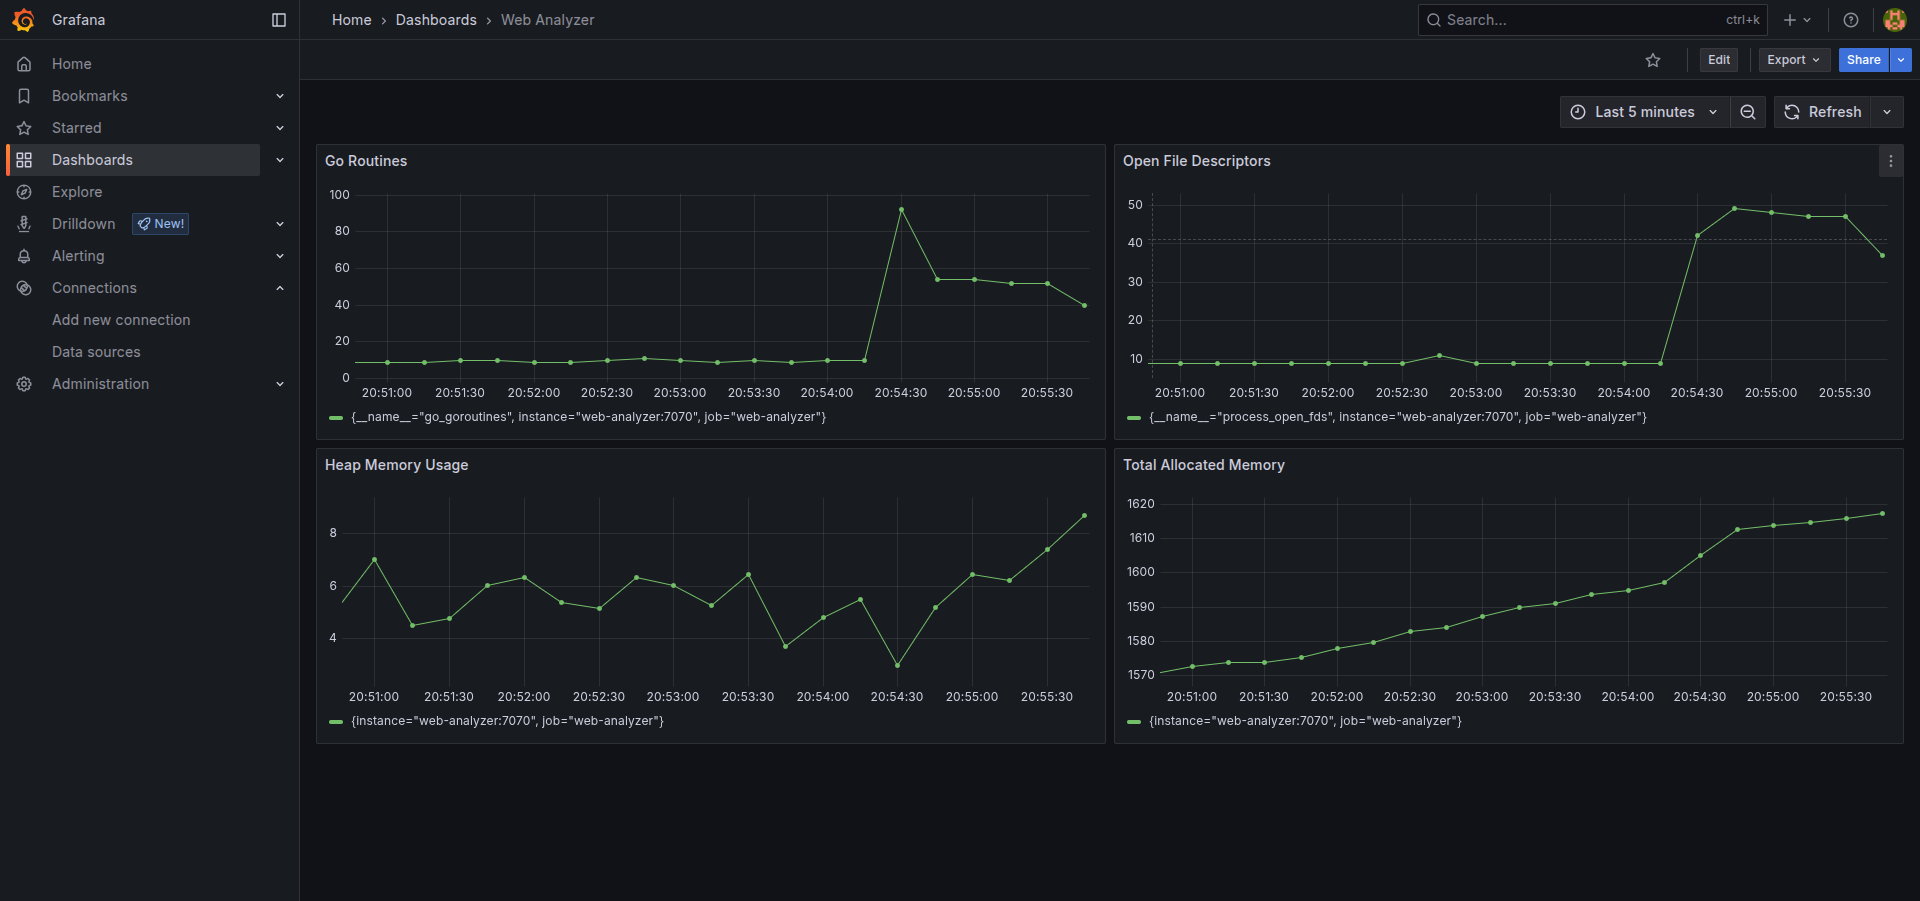 Grafana
Home › Dashboards › Web Analyzer
Search... ctrl+k
Home
Bookmarks
Starred
Dashboards
Explore
Drilldown New!
Alerting
Connections
Add new connection
Data sources
Administration
Edit Export Share
Last 5 minutes Refresh
Go Routines
100
80
60
40
20
0
20:51:00 20:51:30 20:52:00 20:52:30 20:53:00 20:53:30 20:54:00 20:54:30 20:55:00 20:55:30
{__name__="go_goroutines", instance="web-analyzer:7070", job="web-analyzer"}
Open File Descriptors
50
40
30
20
10
20:51:00 20:51:30 20:52:00 20:52:30 20:53:00 20:53:30 20:54:00 20:54:30 20:55:00 20:55:30
{__name__="process_open_fds", instance="web-analyzer:7070", job="web-analyzer"}
Heap Memory Usage
8
6
4
20:51:00 20:51:30 20:52:00 20:52:30 20:53:00 20:53:30 20:54:00 20:54:30 20:55:00 20:55:30
{instance="web-analyzer:7070", job="web-analyzer"}
Total Allocated Memory
1620
1610
1600
1590
1580
1570
20:51:00 20:51:30 20:52:00 20:52:30 20:53:00 20:53:30 20:54:00 20:54:30 20:55:00 20:55:30
{instance="web-analyzer:7070", job="web-analyzer"}